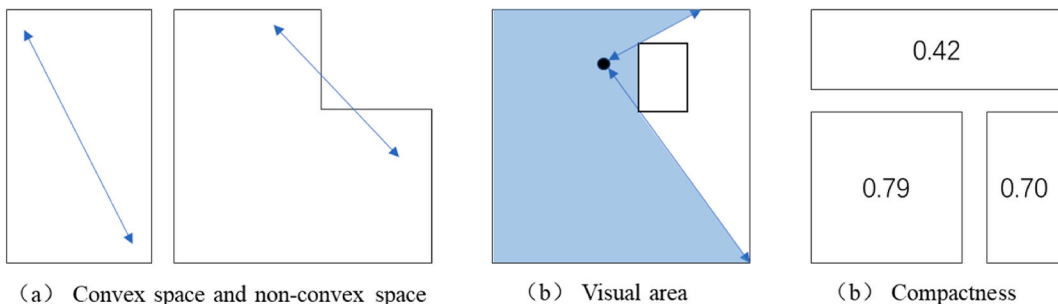 0.42
0.79
0.70
（a） Convex space and non-convex space
（b） Visual area
（b） Compactness